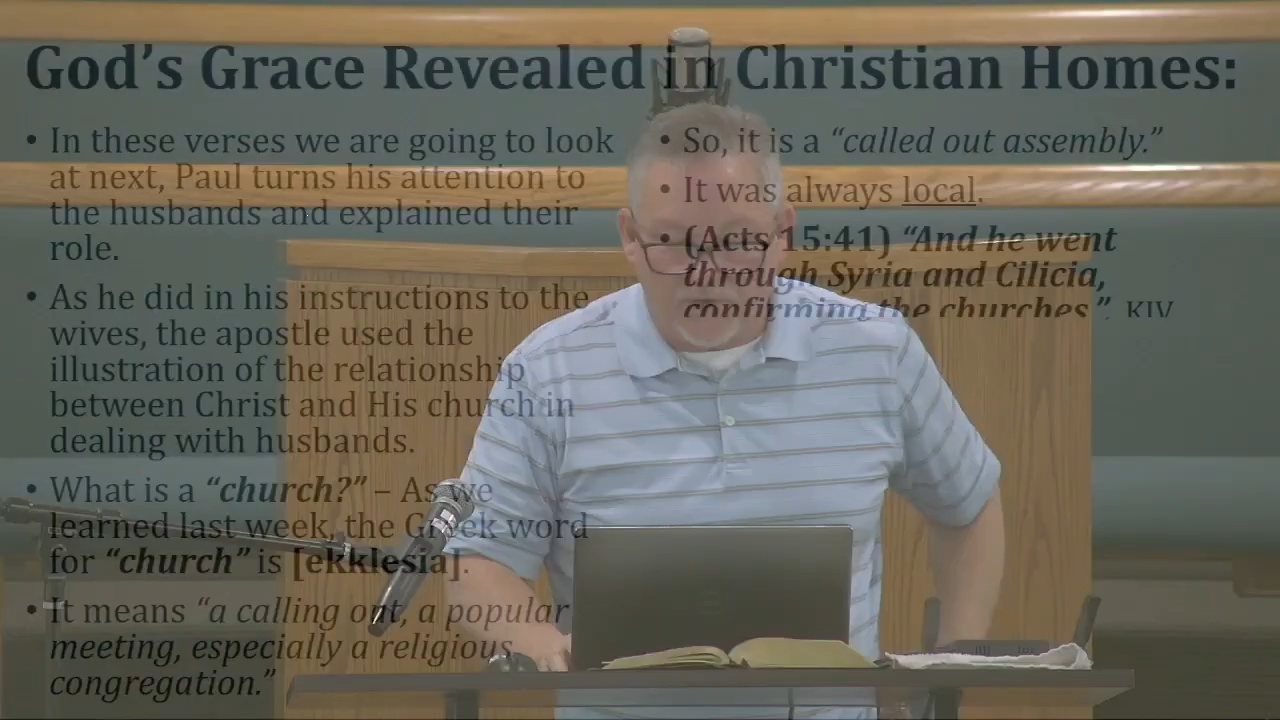 God’s Grace Revealed in Christian Homes:
• In these verses we are going to look
at next, Paul turns his attention to
the husbands and explained their
role.
• As he did in his instructions to the
wives, the apostle used the
illustration of the relationship
between Christ and His church in
dealing with husbands.
• What is a “church?” – As we
learned last week, the Greek word
for “church” is [ekklesia].
• It means “a calling out, a popular
meeting, especially a religious
congregation.”
• So, it is a “called out assembly.”
• It was always local.
• (Acts 15:41) “And he went
through Syria and Cilicia,
confirming the churches”. KJV